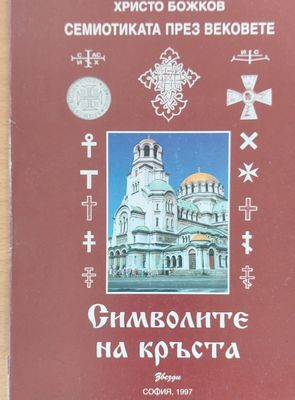 ХРИСТО БОЖКОВ
СЕМИОТИКАТА ПРЕЗ ВЕКОВЕТЕ
Символите
на кръста
Звезди
СОФИЯ, 1997